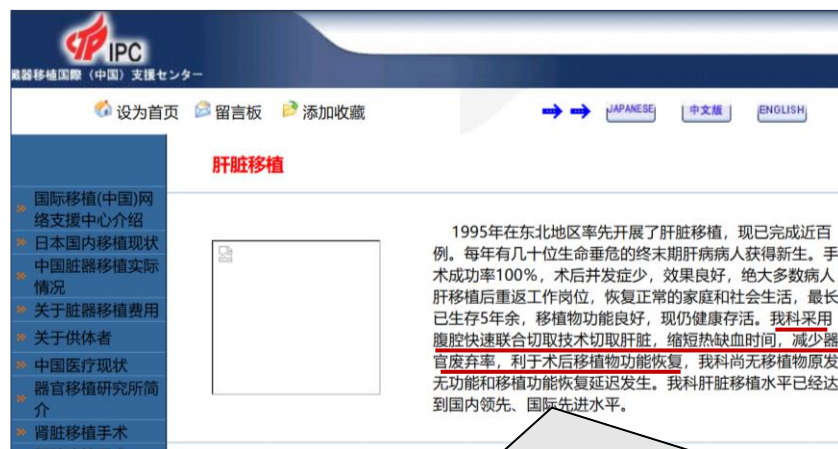 IPC
臓器移植国際（中国）支援センター
设为首页 留言板 添加收藏
JAPANESE 中文版 ENGLISH
肝脏移植
国际移植(中国)网
络支援中心介绍
日本国内移植现状
中国脏器移植实际
情况
关于脏器移植费用
关于供体者
中国医疗现状
器官移植研究所简
介
肾脏移植手术
1995年在东北地区率先开展了肝脏移植，现已完成近百
例。每年有几十位生命垂危的终末期肝病病人获得新生。手
术成功率100%，术后并发症少，效果良好，绝大多数病人
肝移植后重返工作岗位，恢复正常的家庭和社会生活，最长
已生存5年余，移植物功能良好，现仍健康存活。我科采用
腹腔快速联合切取技术切取肝脏，缩短热缺血时间，减少器
官废弃率，利于术后移植物功能恢复，我科尚无移植物原发
无功能和移植功能恢复延迟发生。我科肝脏移植水平已经达
到国内领先、国际先进水平。